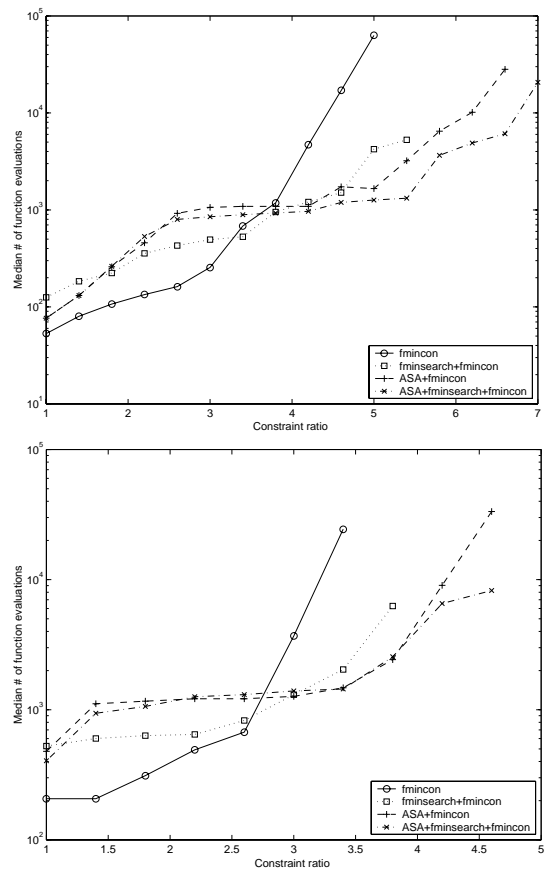 10^5
10^4
10^3
10^2
10^1
Median # of function evaluations
1 2 3 4 5 6 7
Constraint ratio
fmincon
fminsearch+fmincon
ASA+fmincon
ASA+fminsearch+fmincon
10^5
10^4
10^3
10^2
Median # of function evaluations
1 1.5 2 2.5 3 3.5 4 4.5 5
Constraint ratio
fmincon
fminsearch+fmincon
ASA+fmincon
ASA+fminsearch+fmincon